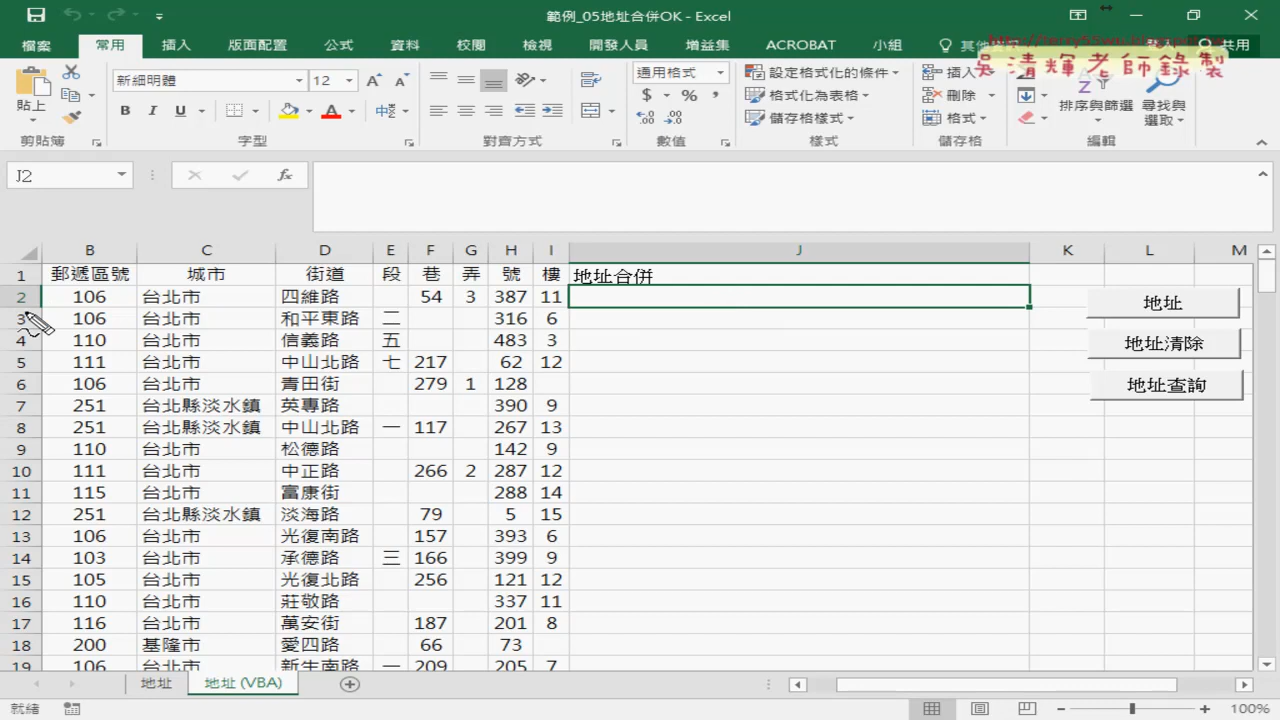 範例_05地址合併OK - Excel
檔案 常用 插入 版面配置 公式 資料 校閱 檢視 開發人員 增益集 ACROBAT 小組 共用
吳清輝老師錄製
貼上 新細明體 12 通用格式 設定格式化的條件 插入
B I U 中 $ % , 格式化為表格 刪除 排序與篩選 尋找與
儲存格樣式 格式 選取
剪貼簿 字型 對齊方式 數值 樣式 儲存格 編輯
J2 fx
B C D E F G H I J K L M
1 郵遞區號 城市 街道 段 巷 弄 號 樓 地址合併
2 106 台北市 四維路 54 3 387 11
地址
3 106 台北市 和平東路 二 316 6
4 110 台北市 信義路 五 483 3
地址清除
5 111 台北市 中山北路 七 217 62 12
6 106 台北市 青田街 279 1 128
地址查詢
7 251 台北縣淡水鎮 英專路 390 9
8 251 台北縣淡水鎮 中山北路 一 117 267 13
9 110 台北市 松德路 142 9
10 111 台北市 中正路 266 2 287 12
11 115 台北市 富康街 288 14
12 251 台北縣淡水鎮 淡海路 79 5 15
13 106 台北市 光復南路 157 393 6
14 103 台北市 承德路 三 166 399 9
15 105 台北市 光復北路 256 121 12
16 110 台北市 莊敬路 337 11
17 116 台北市 萬安街 187 201 8
18 200 基隆市 愛四路 66 73
19 106 台北市 新生南路 一 209 205 7
地址 地址 (VBA)
就緒 100%